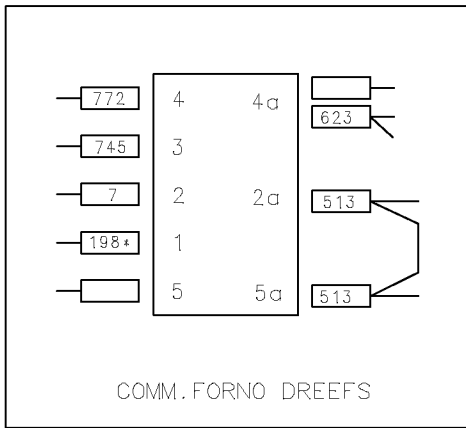 772 4 4a
623
745 3
7 2 2a 513
198* 1
5 5a 513
COMM.FORNO DREEFS